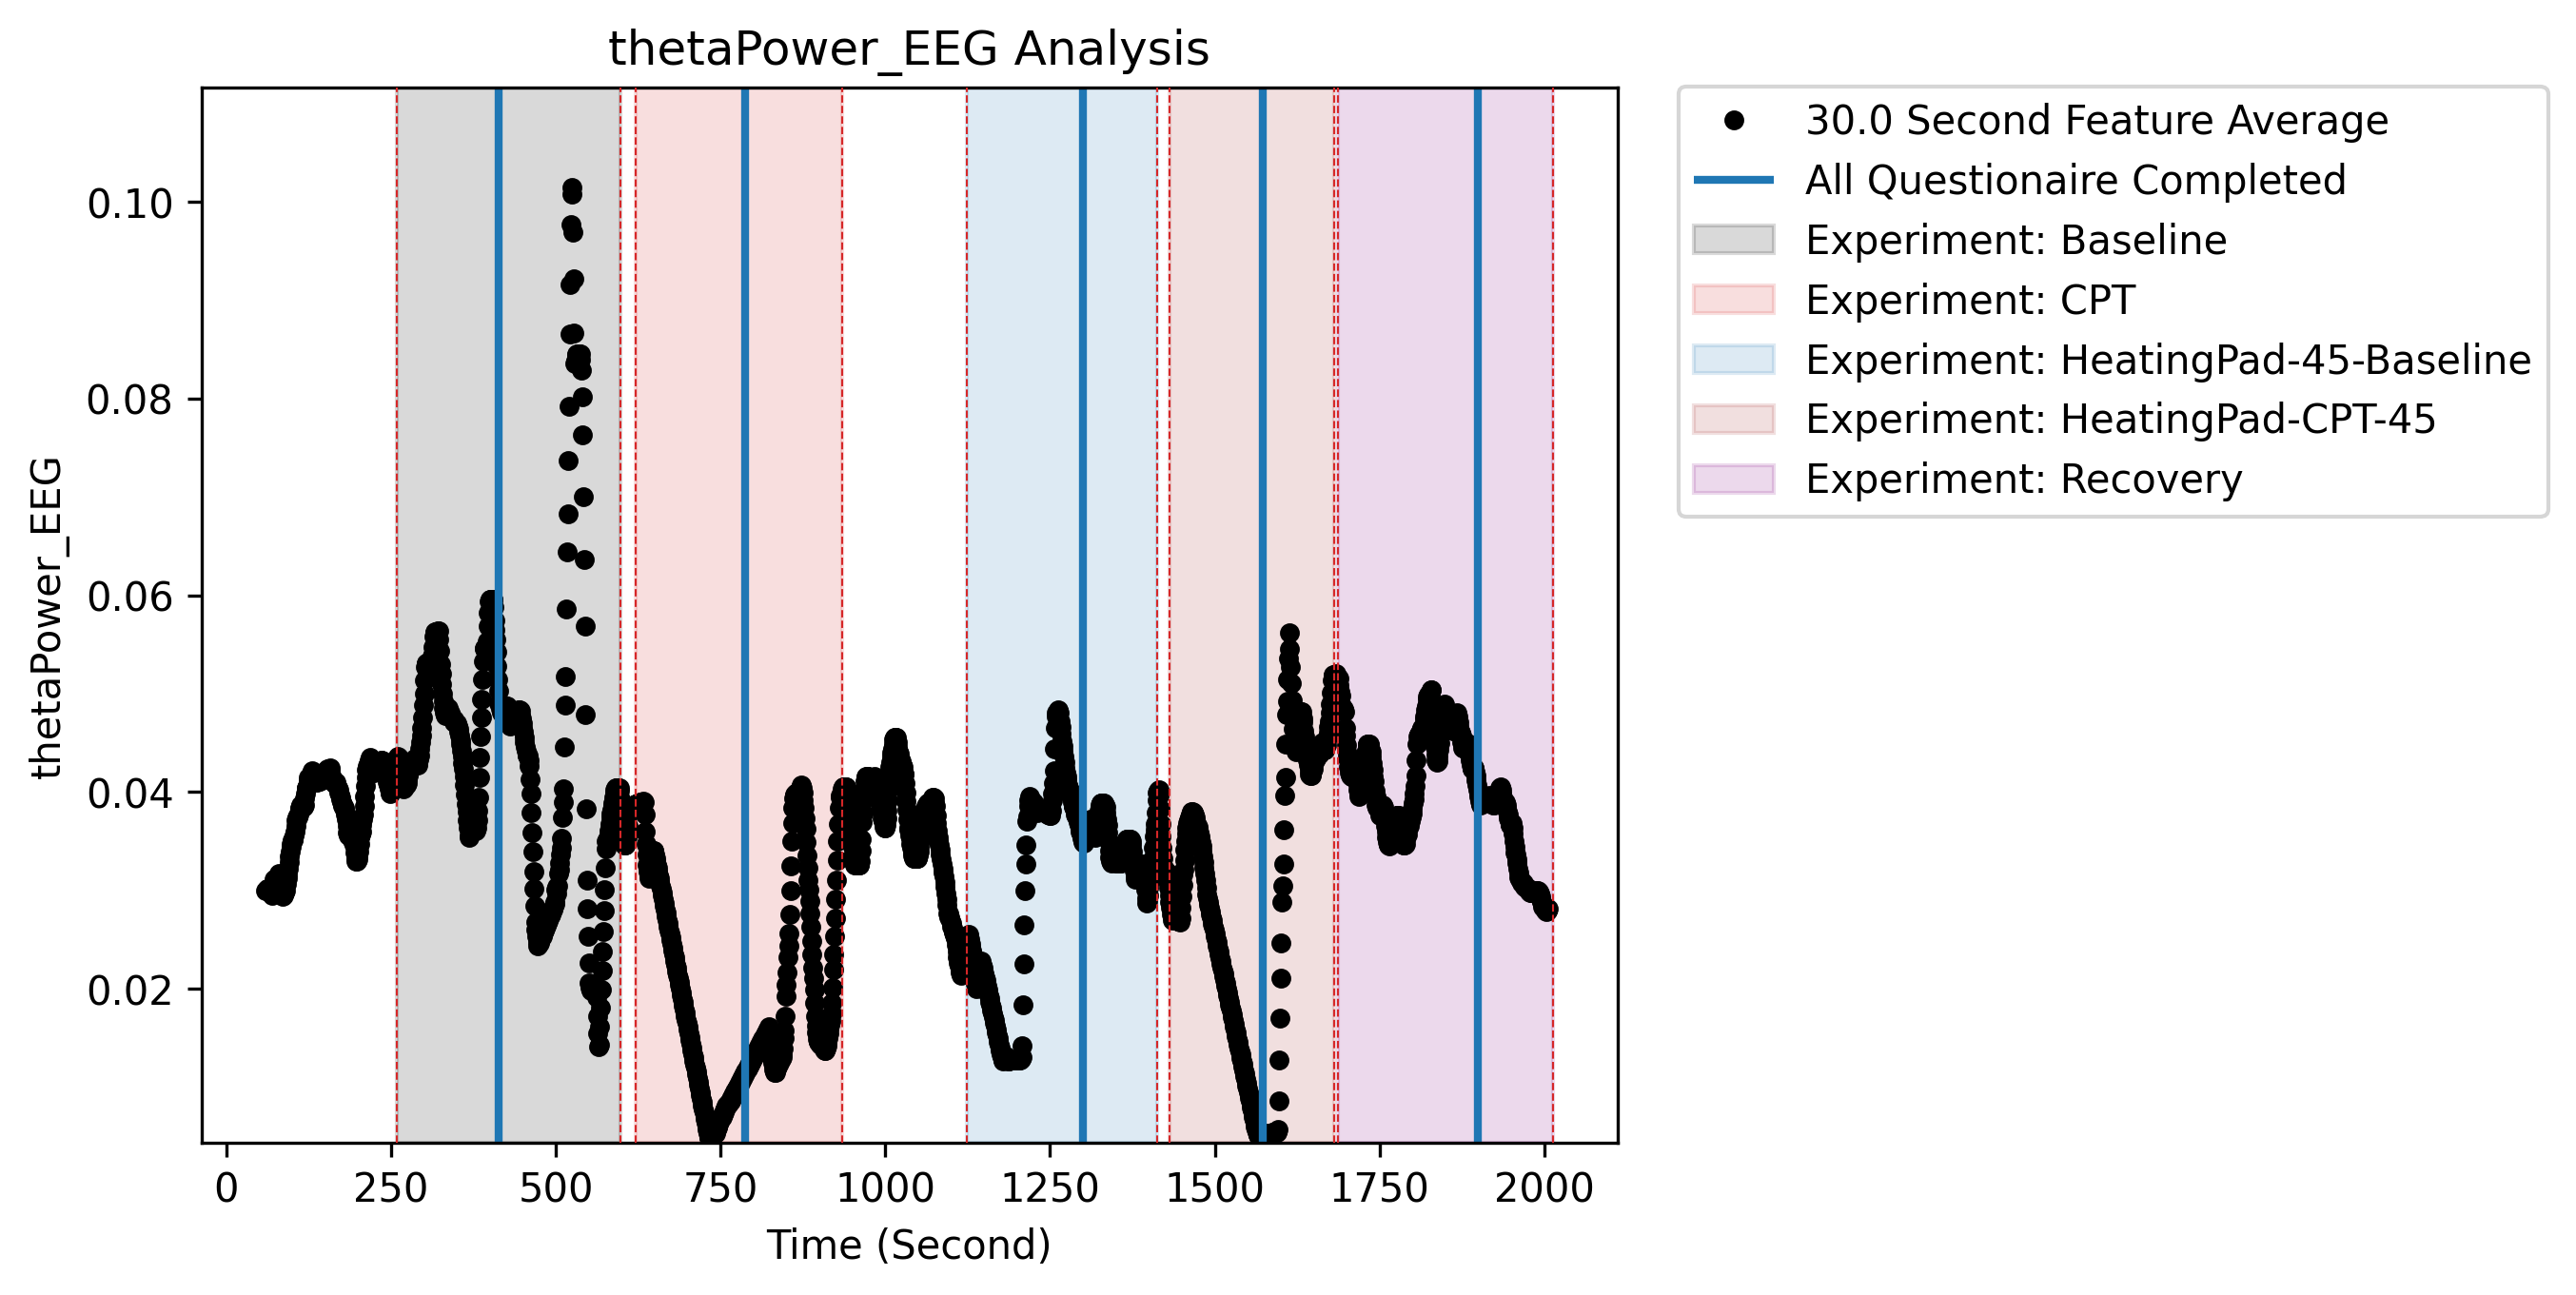 thetaPower_EEG Analysis
thetaPower_EEG
0.10
0.08
0.06
0.04
0.02
0 250 500 750 1000 1250 1500 1750 2000
Time (Second)
30.0 Second Feature Average
All Questionaire Completed
Experiment: Baseline
Experiment: CPT
Experiment: HeatingPad-45-Baseline
Experiment: HeatingPad-CPT-45
Experiment: Recovery